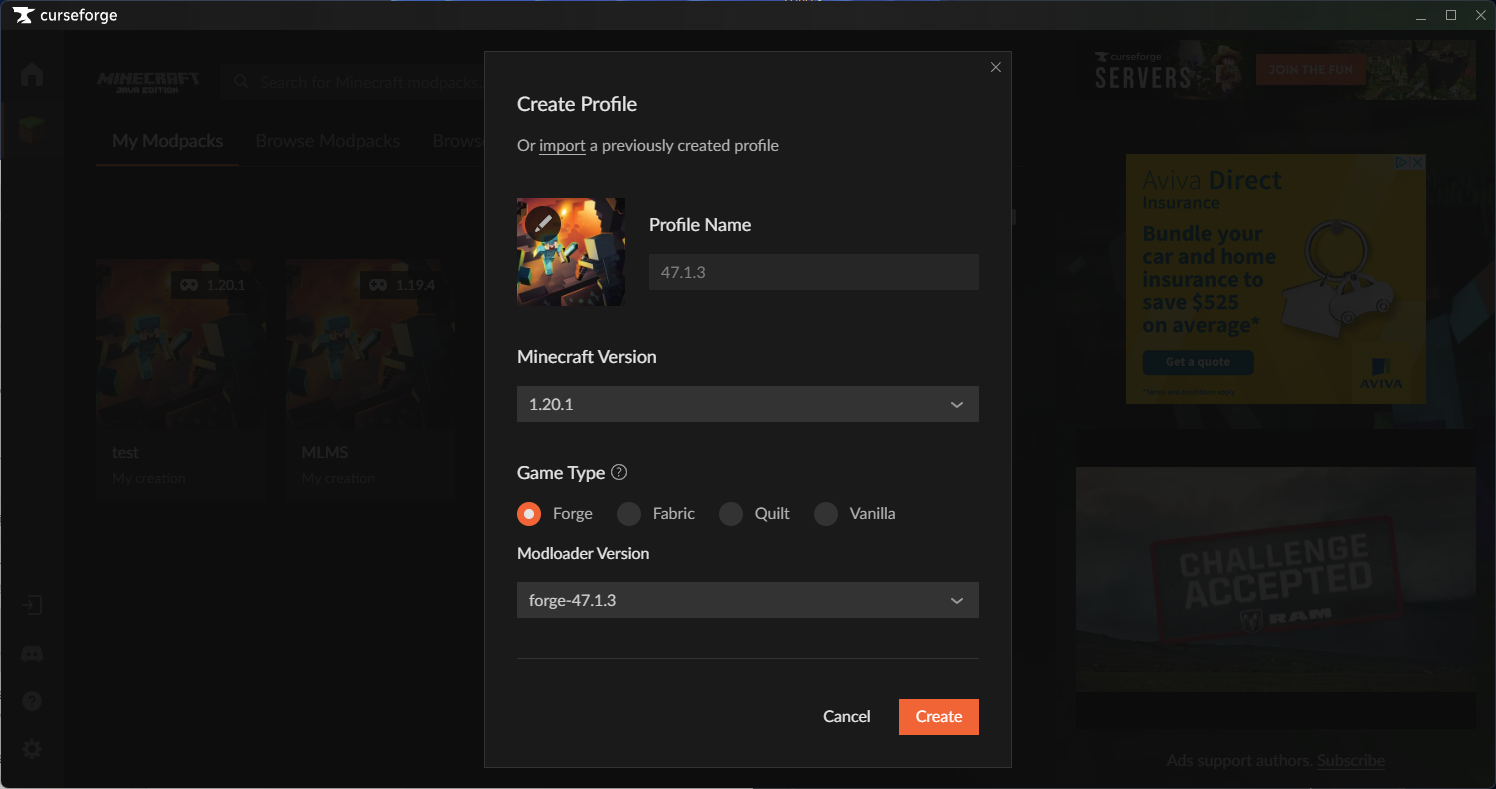 curseforge
MINECRAFT
JAVA EDITION
Search for Minecraft modpacks
My Modpacks
Browse Modpacks
1.20.1
test
My creation
1.19.4
MLMS
My creation
Create Profile
Or import a previously created profile
Profile Name
47.1.3
Minecraft Version
1.20.1
Game Type ?
Forge
Fabric
Quilt
Vanilla
Modloader Version
forge-47.1.3
Cancel
Create
curseforge
SERVERS
JOIN THE FUN
Aviva Direct
Insurance
Bundle your
car and home
insurance to
save $525
on average*
Get a quote
AVIVA
CHALLENGE
ACCEPTED
RAM
Ads support authors. Subscribe